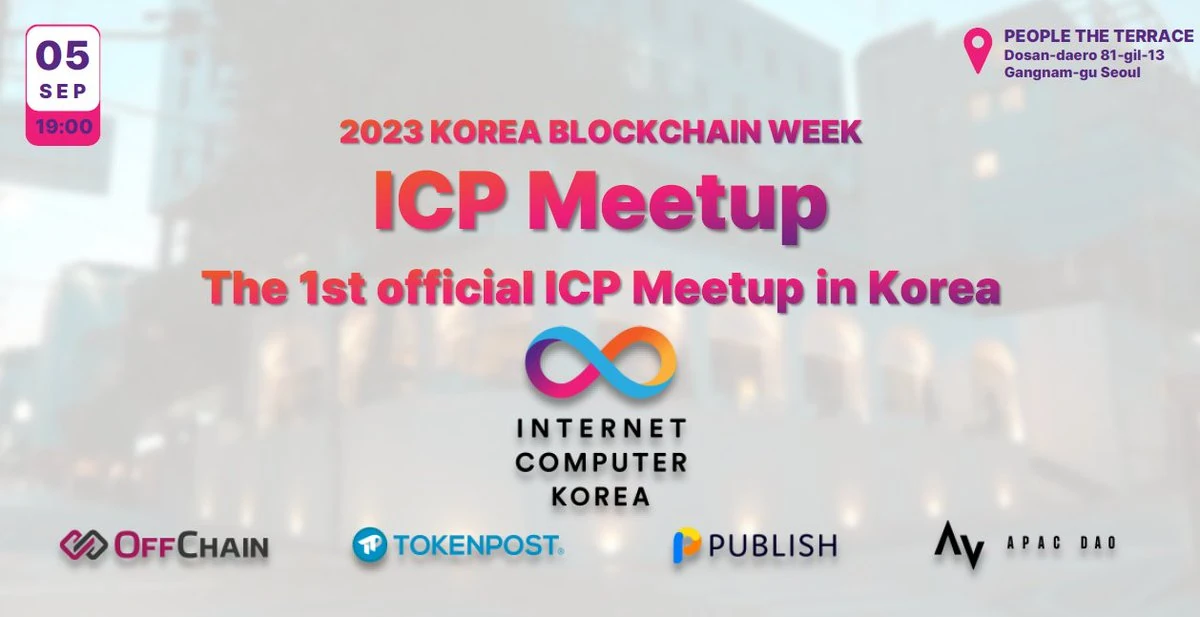 05
SEP
19:00
PEOPLE THE TERRACE
Dosan-daero 81-gil-13
Gangnam-gu Seoul
2023 KOREA BLOCKCHAIN WEEK
ICP Meetup
The 1st official ICP Meetup in Korea
INTERNET
COMPUTER
KOREA
OFFCHAIN
TOKENPOST
PUBLISH
APAC DAO